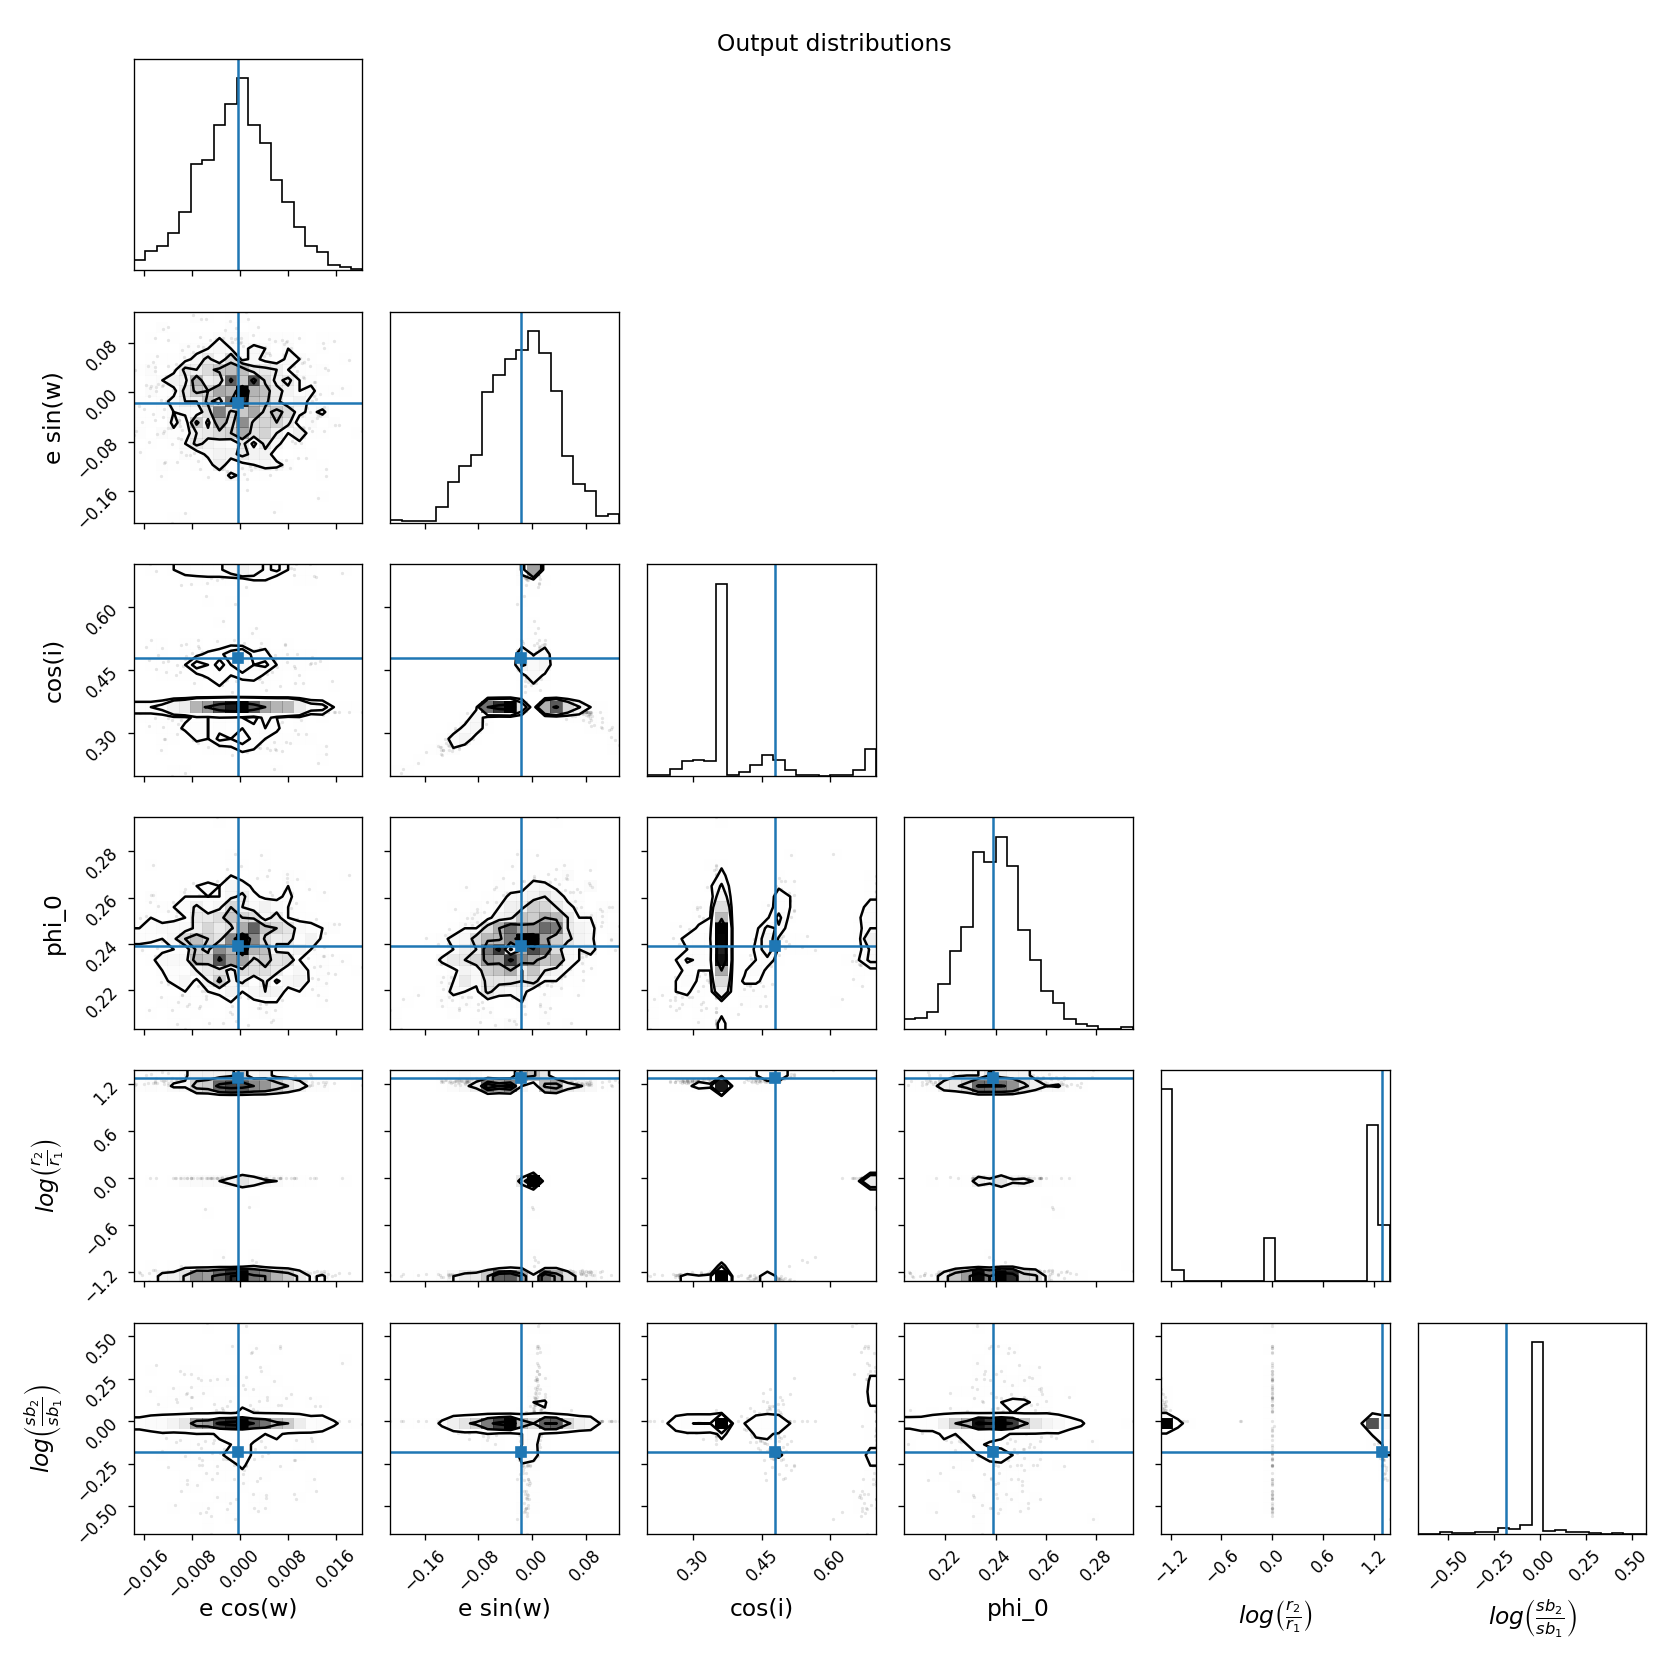 Output distributions
0.08
0.00
−0.08
−0.16
e sin(w)
0.60
0.45
0.30
cos(i)
0.28
0.26
0.24
0.22
phi_0
1.2
0.6
0.0
−0.6
−1.2
log(r2/r1)
0.50
0.25
0.00
−0.25
−0.50
log(sb2/sb1)
−0.016 −0.008 0.000 0.008 0.016
−0.16 −0.08 0.00 0.08
0.30 0.45 0.60
0.22 0.24 0.26 0.28
−1.2 −0.6 0.0 0.6 1.2
−0.50 −0.25 0.00 0.25 0.50
e cos(w)
e sin(w)
cos(i)
phi_0
log(r2/r1)
log(sb2/sb1)